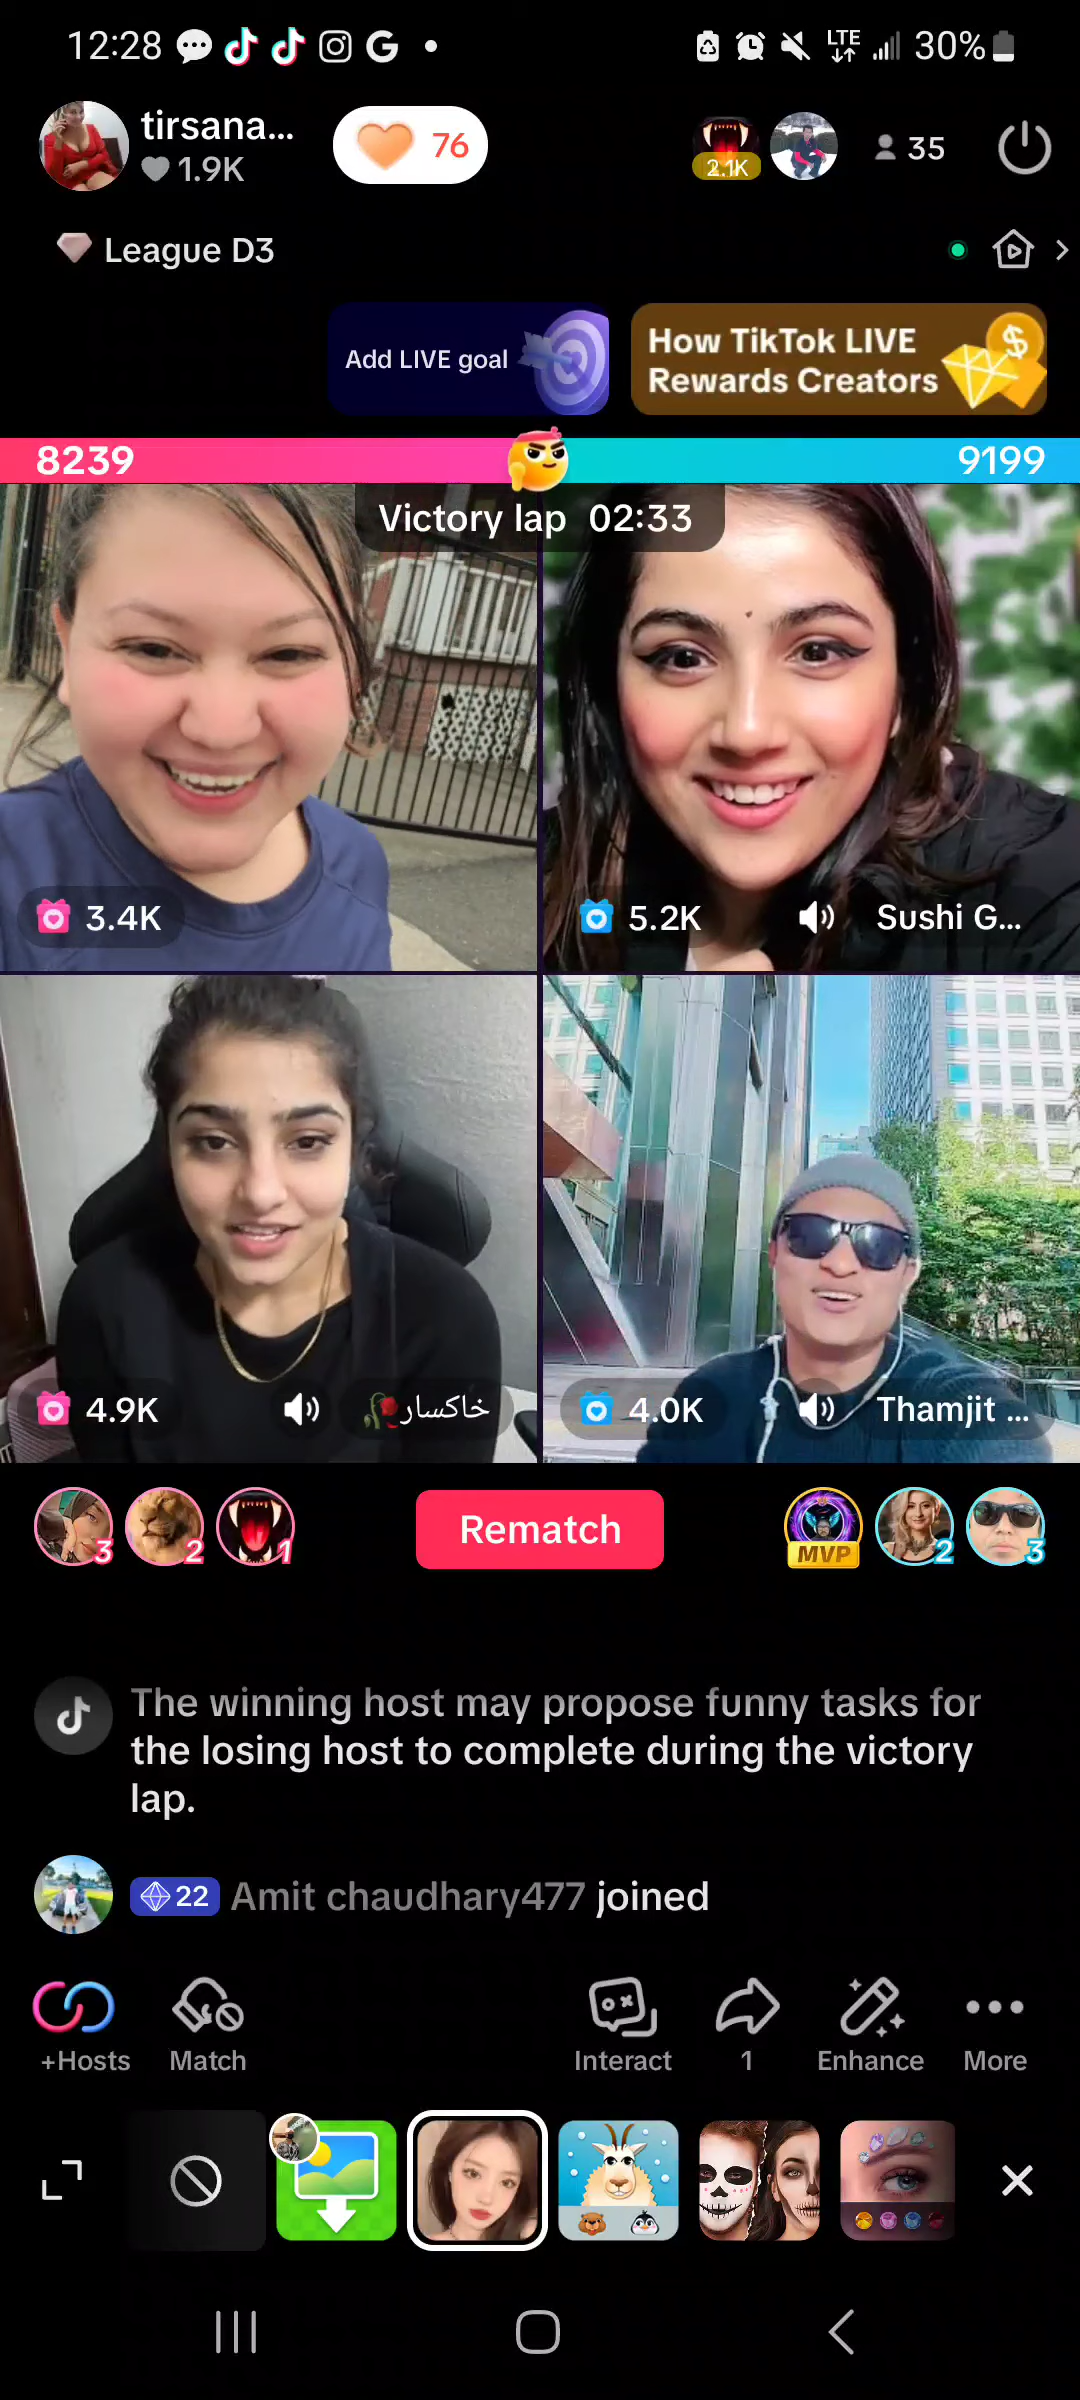 12:28
LTE 30%
tirsana...
1.9K
76
2.1K
35
League D3
Add LIVE goal
How TikTok LIVE
Rewards Creators
8239
9199
Victory lap 02:33
3.4K
5.2K
Sushi G...
4.9K
خاکسار
4.0K
Thamjit ...
3
2
1
Rematch
MVP
2
3
The winning host may propose funny tasks for
the losing host to complete during the victory
lap.
22 Amit chaudhary477 joined
+Hosts
Match
Interact
1
Enhance
More